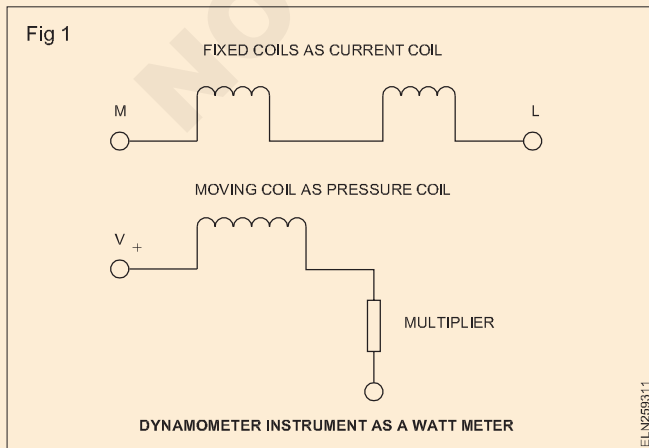 Fig 1
FIXED COILS AS CURRENT COIL
M
L
MOVING COIL AS PRESSURE COIL
V +
MULTIPLIER
DYNAMOMETER INSTRUMENT AS A WATT METER
ELN259311